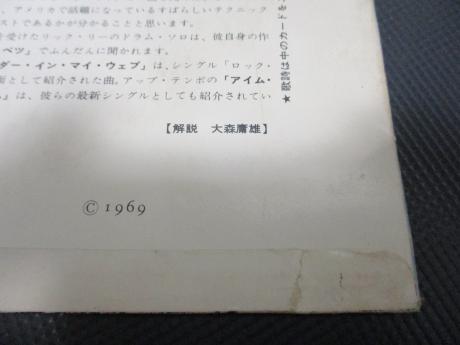 、アメリカで話題になっているすばらしいテクニック
ストであるかが分かることと思います。
受けたリック・リーのドラム・ソロは、彼自身の作
ベツ」でふんだんに聞かれます。
ダー・イン・マイ・ウェブ」は、シングル「ロック・
面として紹介された曲。アップ・テンポの「アイム・
」は、彼らの最新シングルとしても紹介されてい
【解説 大森庸雄】
© 1969
★歌詩は中のカードを